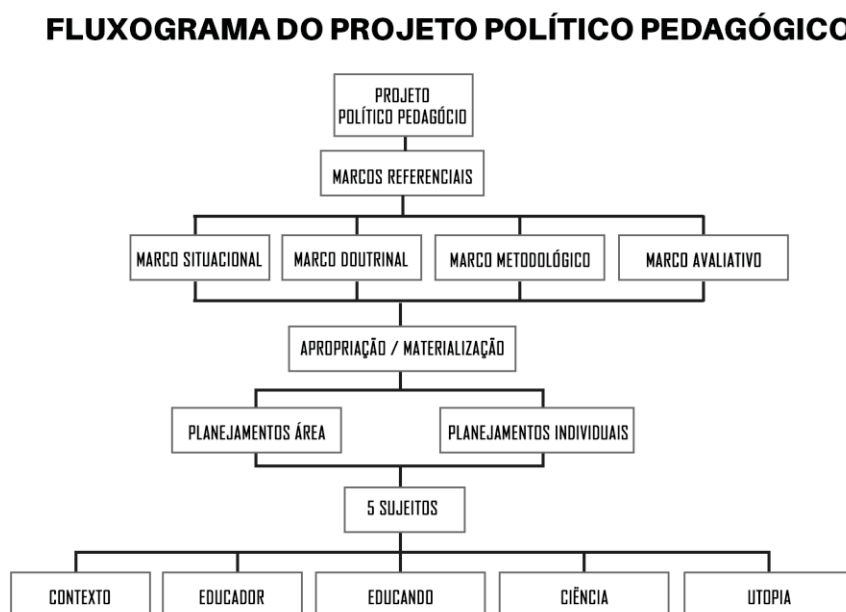 FLUXOGRAMA DO PROJETO POLÍTICO PEDAGÓGICO
PROJETO
POLÍTICO PEDAGÓCIO
MARCOS REFERENCIAIS
MARCO SITUACIONAL
MARCO DOUTRINAL
MARCO METODOLÓGICO
MARCO AVALIATIVO
APROPRIAÇÃO / MATERIALIZAÇÃO
PLANEJAMENTOS ÁREA
PLANEJAMENTOS INDIVIDUAIS
5 SUJEITOS
CONTEXTO
EDUCADOR
EDUCANDO
CIËNCIA
UTOPIA